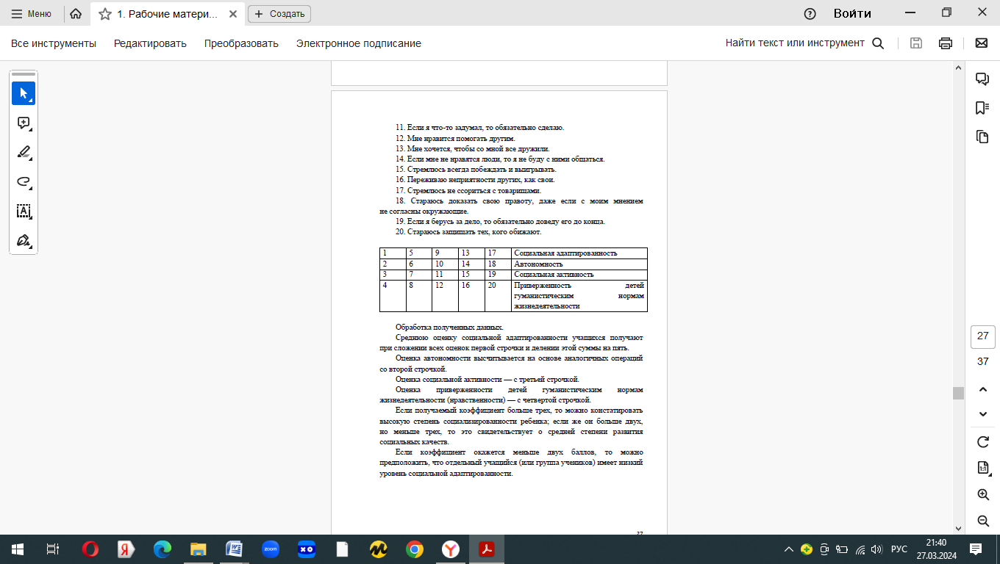 Меню
1. Рабочие матери...
Создать
Войти
Все инструменты
Редактировать
Преобразовать
Электронное подписание
Найти текст или инструмент
11. Если я что-то задумал, то обязательно сделаю.
12. Мне нравится помогать другим.
13. Мне хочется, чтобы со мной все дружили.
14. Если мне не нравятся люди, то я не буду с ними общаться.
15. Стремлюсь всегда побеждать и выигрывать.
16. Переживаю неприятности других, как свои.
17. Стремлюсь не ссориться с товарищами.
18. Стараюсь доказать свою правоту, даже если с моим мнением
не согласны окружающие.
19. Если я берусь за дело, то обязательно доведу его до конца.
20. Стараюсь защищать тех, кого обижают.
1 5 9 13 17 Социальная адаптированность
2 6 10 14 18 Автономность
3 7 11 15 19 Социальная активность
4 8 12 16 20 Приверженность детей
гуманистическим нормам
жизнедеятельности
Обработка полученных данных.
Среднюю оценку социальной адаптированности учащихся получают
при сложении всех оценок первой строчки и делении этой суммы на пять.
Оценка автономности высчитывается на основе аналогичных операций
со второй строчкой.
Оценка социальной активности — с третьей строчкой.
Оценка приверженности детей гуманистическим нормам
жизнедеятельности (нравственности) — с четвертой строчкой.
Если получаемый коэффициент больше трех, то можно констатировать
высокую степень социализированности ребенка; если же он больше двух,
но меньше трех, то это свидетельствует о средней степени развития
социальных качеств.
Если коэффициент окажется меньше двух баллов, то можно
предположить, что отдельный учащийся (или группа учеников) имеет низкий
уровень социальной адаптированности.
27
27
37
1:1
zoom
РУС
21:40
27.03.2024